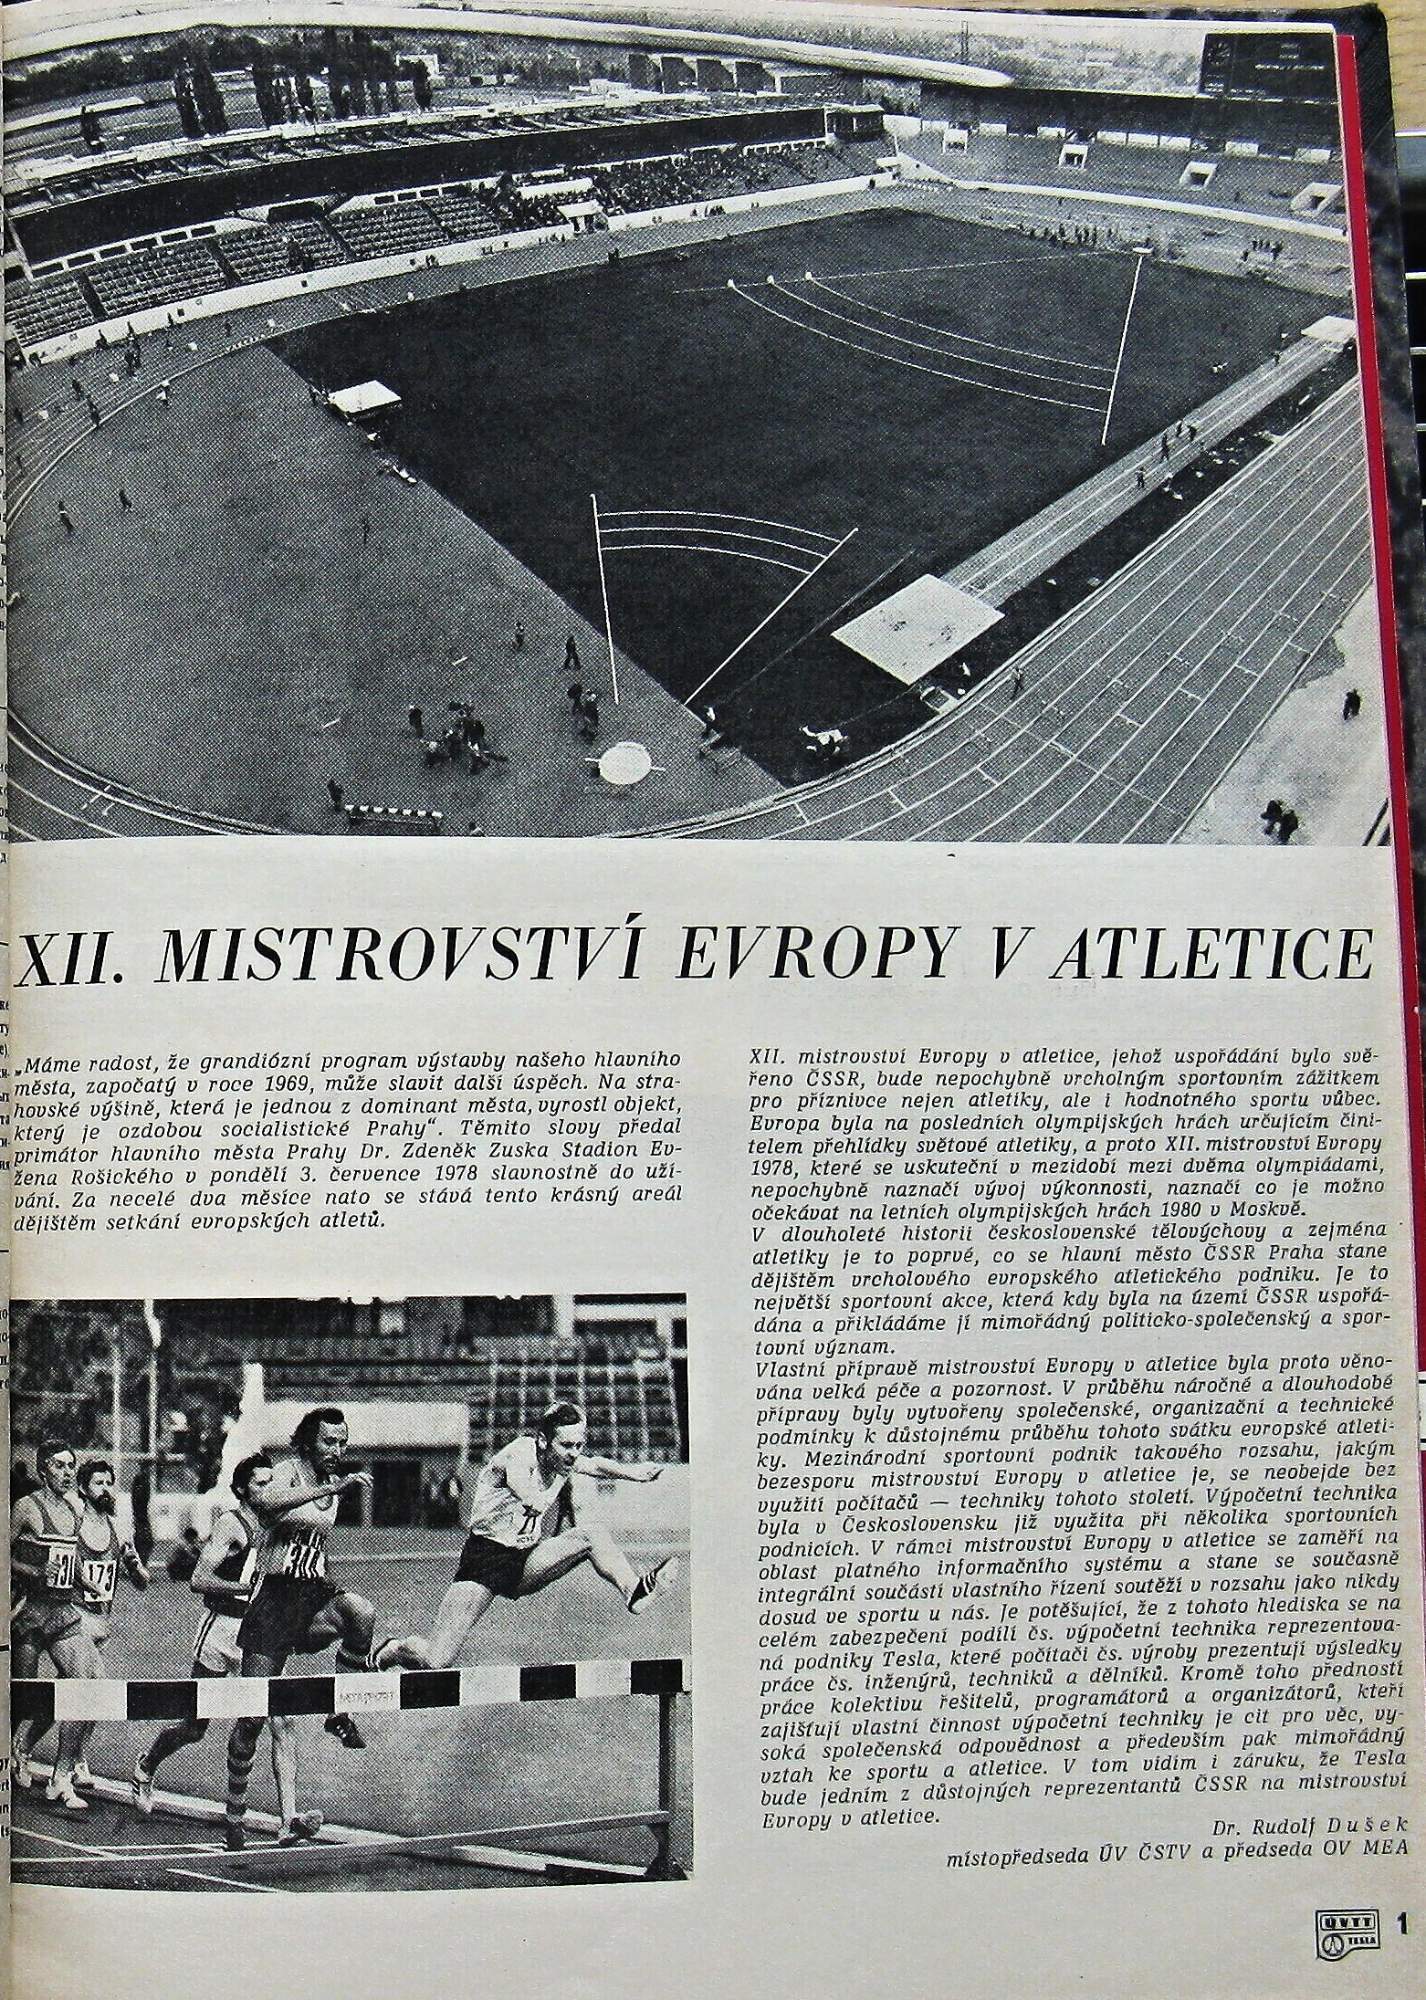 XII. MISTROVSTVÍ EVROPY V ATLETICE
„Máme radost, že grandiózní program výstavby našeho hlavního
města, započatý v roce 1969, může slavit další úspěch. Na stra-
hovské výšině, která je jednou z dominant města, vyrostl objekt,
který je ozdobou socialistické Prahy“. Těmito slovy předal
primátor hlavního města Prahy Dr. Zdeněk Zuska Stadion Ev-
žena Rošického v pondělí 3. července 1978 slavnostně do uží-
vání. Za necelé dva měsíce nato se stává tento krásný areál
dějištěm setkání evropských atletů.
431
173
344
XII. mistrovství Evropy v atletice, jehož uspořádání bylo svě-
řeno ČSSR, bude nepochybně vrcholným sportovním zážitkem
pro příznivce nejen atletiky, ale i hodnotného sportu vůbec.
Evropa byla na posledních olympijských hrách určujícím čini-
telem přehlídky světové atletiky, a proto XII. mistrovství Evropy
1978, které se uskuteční v mezidobí mezi dvěma olympiádami,
nepochybně naznačí vývoj výkonnosti, naznačí co je možno
očekávat na letních olympijských hrách 1980 v Moskvě.
V dlouholeté historii československé tělovýchovy a zejména
atletiky je to poprvé, co se hlavní město ČSSR Praha stane
dějištěm vrcholového evropského atletického podniku. Je to
největší sportovní akce, která kdy byla na území ČSSR uspořá-
dána a přikládáme jí mimořádný politicko-společenský a spor-
tovní význam.
Vlastní přípravě mistrovství Evropy v atletice byla proto věno-
vána velká péče a pozornost. V průběhu náročné a dlouhodobé
přípravy byly vytvořeny společenské, organizační a technické
podmínky k důstojnému průběhu tohoto svátku evropské atleti-
ky. Mezinárodní sportovní podnik takového rozsahu, jakým
bezesporu mistrovství Evropy v atletice je, se neobejde bez
využití počítačů — techniky tohoto století. Výpočetní technika
byla v Československu již využita při několika sportovních
podnicích. V rámci mistrovství Evropy v atletice se zaměří na
oblast platného informačního systému a stane se současně
integrální součástí vlastního řízení soutěží v rozsahu jako nikdy
dosud ve sportu u nás. Je potěšující, že z tohoto hlediska se na
celém zabezpečení podílí čs. výpočetní technika reprezentova-
ná podniky Tesla, které počítači čs. výroby prezentují výsledky
práce čs. inženýrů, techniků a dělníků. Kromě toho předností
práce kolektivu řešitelů, programátorů a organizátorů, kteří
zajišťují vlastní činnost výpočetní techniky je cit pro věc, vy-
soká společenská odpovědnost a především pak mimořádný
vztah ke sportu a atletice. V tom vidím i záruku, že Tesla
bude jedním z důstojných reprezentantů ČSSR na mistrovství
Evropy v atletice.
Dr. Rudolf Dušek
místopředseda ÚV ČSTV a předseda OV MEA
ÚVTT
TESLA
1